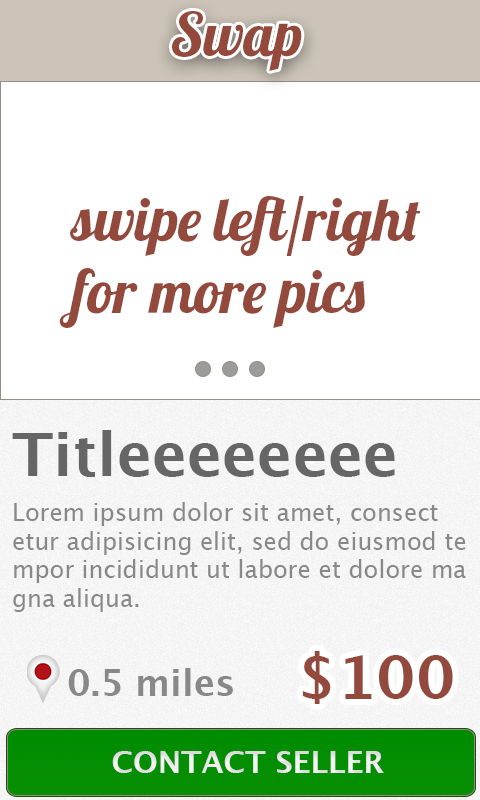 Swap
swipe left/right
for more pics
Titleeeeeeee
Lorem ipsum dolor sit amet, consect
etur adipisicing elit, sed do eiusmod te
mpor incididunt ut labore et dolore ma
gna aliqua.
0.5 miles
$100
CONTACT SELLER